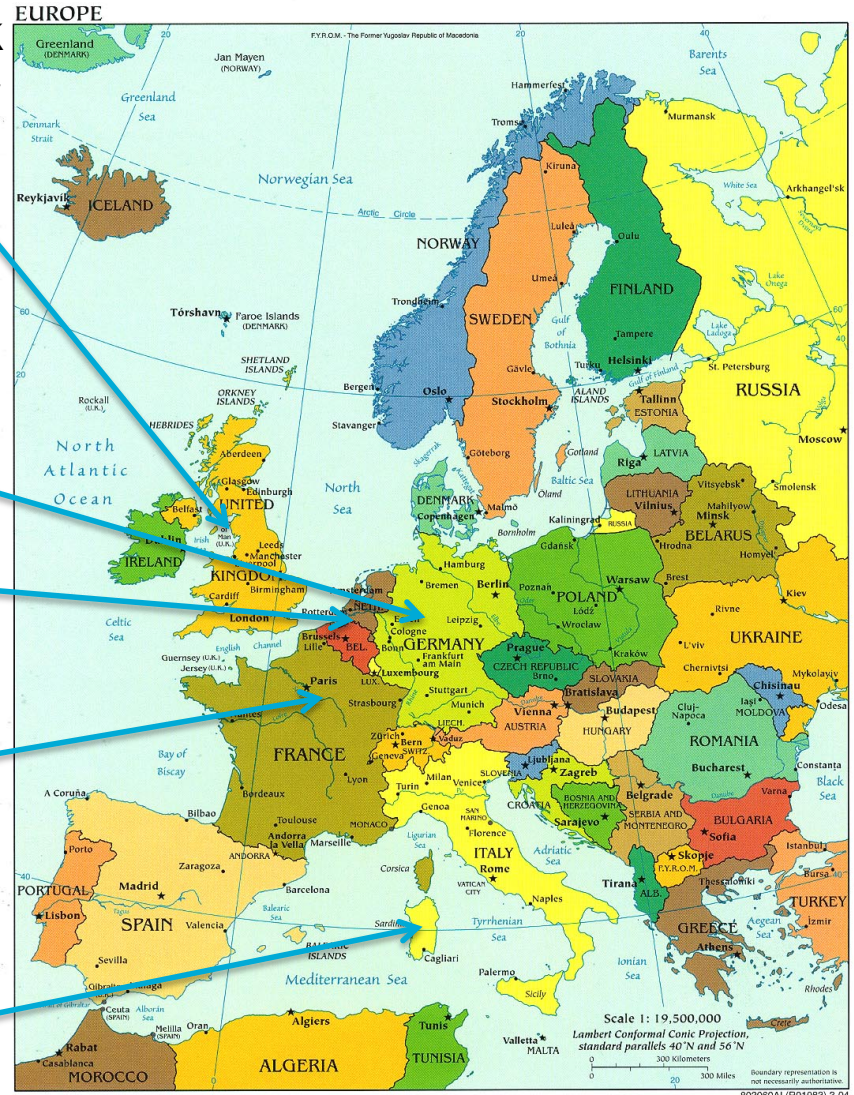 EUROPE
F.Y.R.O.M. - The Former Yugoslav Republic of Macedonia
Greenland
(DENMARK)
Jan Mayen
(NORWAY)
Barents
Sea
Greenland
Sea
Hammerfest
Tromsø
Murmansk
Denmark
Strait
Kiruna
White Sea
Arkhangel'sk
Norwegian Sea
Reykjavík
ICELAND
Arctic Circle
Luleå
Oulu
NORWAY
Umeå
FINLAND
Lake
Onega
Trondheim
Tórshavn
Faroe Islands
(DENMARK)
SWEDEN
Gulf
of
Bothnia
Lake
Ladoga
Tampere
SHETLAND
ISLANDS
Gävle
Turku
Helsinki
Gulf of Finland
St. Petersburg
Bergen
Oslo
ALAND
ISLANDS
Rockall
(U.K.)
ORKNEY
ISLANDS
Stockholm
Tallinn
ESTONIA
RUSSIA
Stavanger
HEBRIDES
Moscow
North
Atlantic
Ocean
Aberdeen
Skagerrak
Kattegat
Göteborg
Gotland
Riga
LATVIA
Glasgow
Edinburgh
UNITED
KINGDOM
North
Sea
DENMARK
Copenhagen
Malmö
Öland
Baltic Sea
LITHUANIA
Vilnius
Vitsyebsk
Smolensk
Belfast
Bornholm
Kaliningrad
RUSSIA
Minsk
Mahilyow
BELARUS
Dublin
IRELAND
Irish
Man
(U.K.)
Leeds
Manchester
Gdańsk
Hrodna
Homyel'
Hamburg
Bremen
Berlin
Birmingham
Cardiff
London
Poznań
Warsaw
POLAND
Łódź
Brest
Kiev
Leipzig
Wrocław
Rivne
Celtic
Sea
Brussels
BEL.
Lille
Cologne
Bonn
GERMANY
Frankfurt
am Main
Prague
CZECH REPUBLIC
Brno
Kraków
L'viv
UKRAINE
English Channel
Guernsey (U.K.)
Jersey (U.K.)
Luxembourg
LUX.
Chernivtsi
SLOVAKIA
Bratislava
Mykolayiv
Paris
Stuttgart
Strasbourg
Munich
Vienna
Budapest
Cluj-
Napoca
Iaşi
Chisinau
MOLDOVA
Odesa
LIECH.
Vaduz
AUSTRIA
HUNGARY
Zürich
Bern
SWITZ.
Geneva
FRANCE
Bay of
Biscay
Lyon
Ljubljana
SLOVENIA
Zagreb
ROMANIA
Bucharest
Constanţa
Milan
Venice
Turin
CROATIA
Belgrade
Danube
Varna
Black
Sea
A Coruña
Bordeaux
Genoa
BOSNIA AND
HERZEGOVINA
Sarajevo
SERBIA AND
MONTENEGRO
BULGARIA
Sofia
Bilbao
Toulouse
Andorra
la Vella
ANDORRA
Marseille
MONACO
SAN
MARINO
Florence
Ligurian
Sea
Adriatic
Sea
Skopje
F.Y.R.O.M.
Istanbul
Porto
Zaragoza
Corsica
ITALY
Rome
VATICAN
CITY
Tirana
ALB.
Thessaloniki
Bursa
PORTUGAL
Madrid
Barcelona
Naples
TURKEY
Lisbon
SPAIN
Valencia
Balearic
Sea
Tyrrhenian
Sea
GREECE
Aegean
Sea
İzmir
Athens
ISLANDS
Cagliari
Ionian
Sea
Sevilla
Mediterranean Sea
Palermo
Sicily
Rhodes
Alborán
Sea
Ceuta
(SPAIN)
Melilla
(SPAIN)
Oran
Algiers
Tunis
Valletta
MALTA
Crete
Rabat
Casablanca
MOROCCO
ALGERIA
TUNISIA
Scale 1: 19,500,000
Lambert Conformal Conic Projection,
standard parallels 40°N and 56°N
0 300 Kilometers
0 300 Miles
Boundary representation is
not necessarily authoritative.